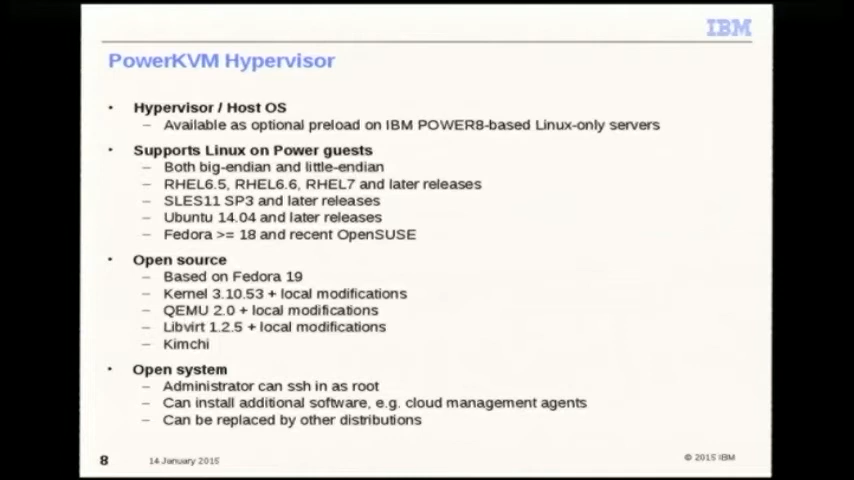 IBM
PowerKVM Hypervisor
• Hypervisor / Host OS
– Available as optional preload on IBM POWER8-based Linux-only servers
• Supports Linux on Power guests
– Both big-endian and little-endian
– RHEL6.5, RHEL6.6, RHEL7 and later releases
– SLES11 SP3 and later releases
– Ubuntu 14.04 and later releases
– Fedora >= 18 and recent OpenSUSE
• Open source
– Based on Fedora 19
– Kernel 3.10.53 + local modifications
– QEMU 2.0 + local modifications
– Libvirt 1.2.5 + local modifications
– Kimchi
• Open system
– Administrator can ssh in as root
– Can install additional software, e.g. cloud management agents
– Can be replaced by other distributions
8 14 January 2015 © 2015 IBM